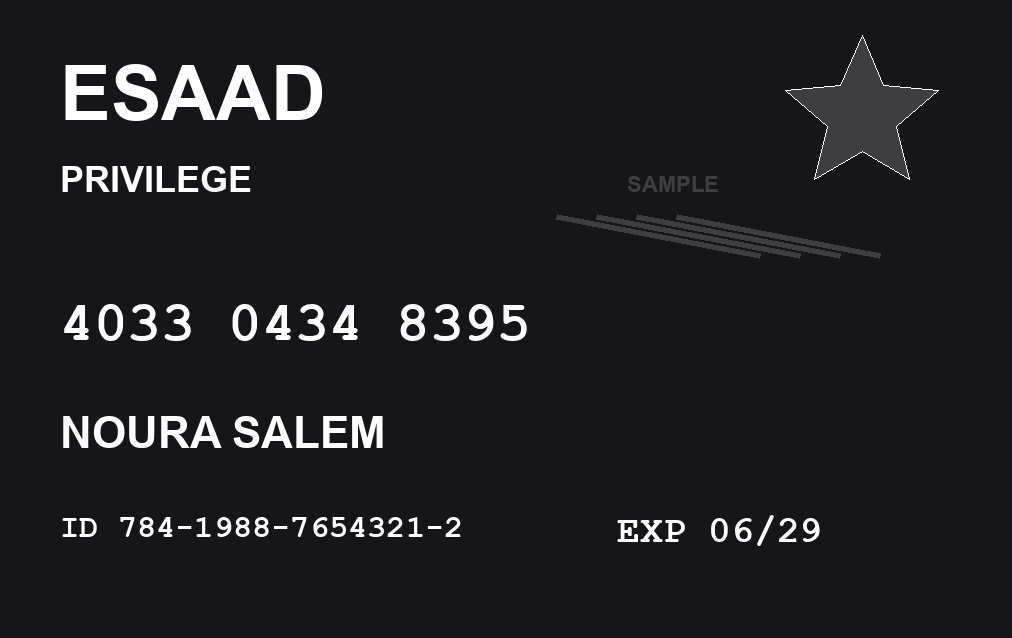 ESAAD
PRIVILEGE
SAMPLE
4033 0434 8395
NOURA SALEM
ID 784-1988-7654321-2
EXP 06/29